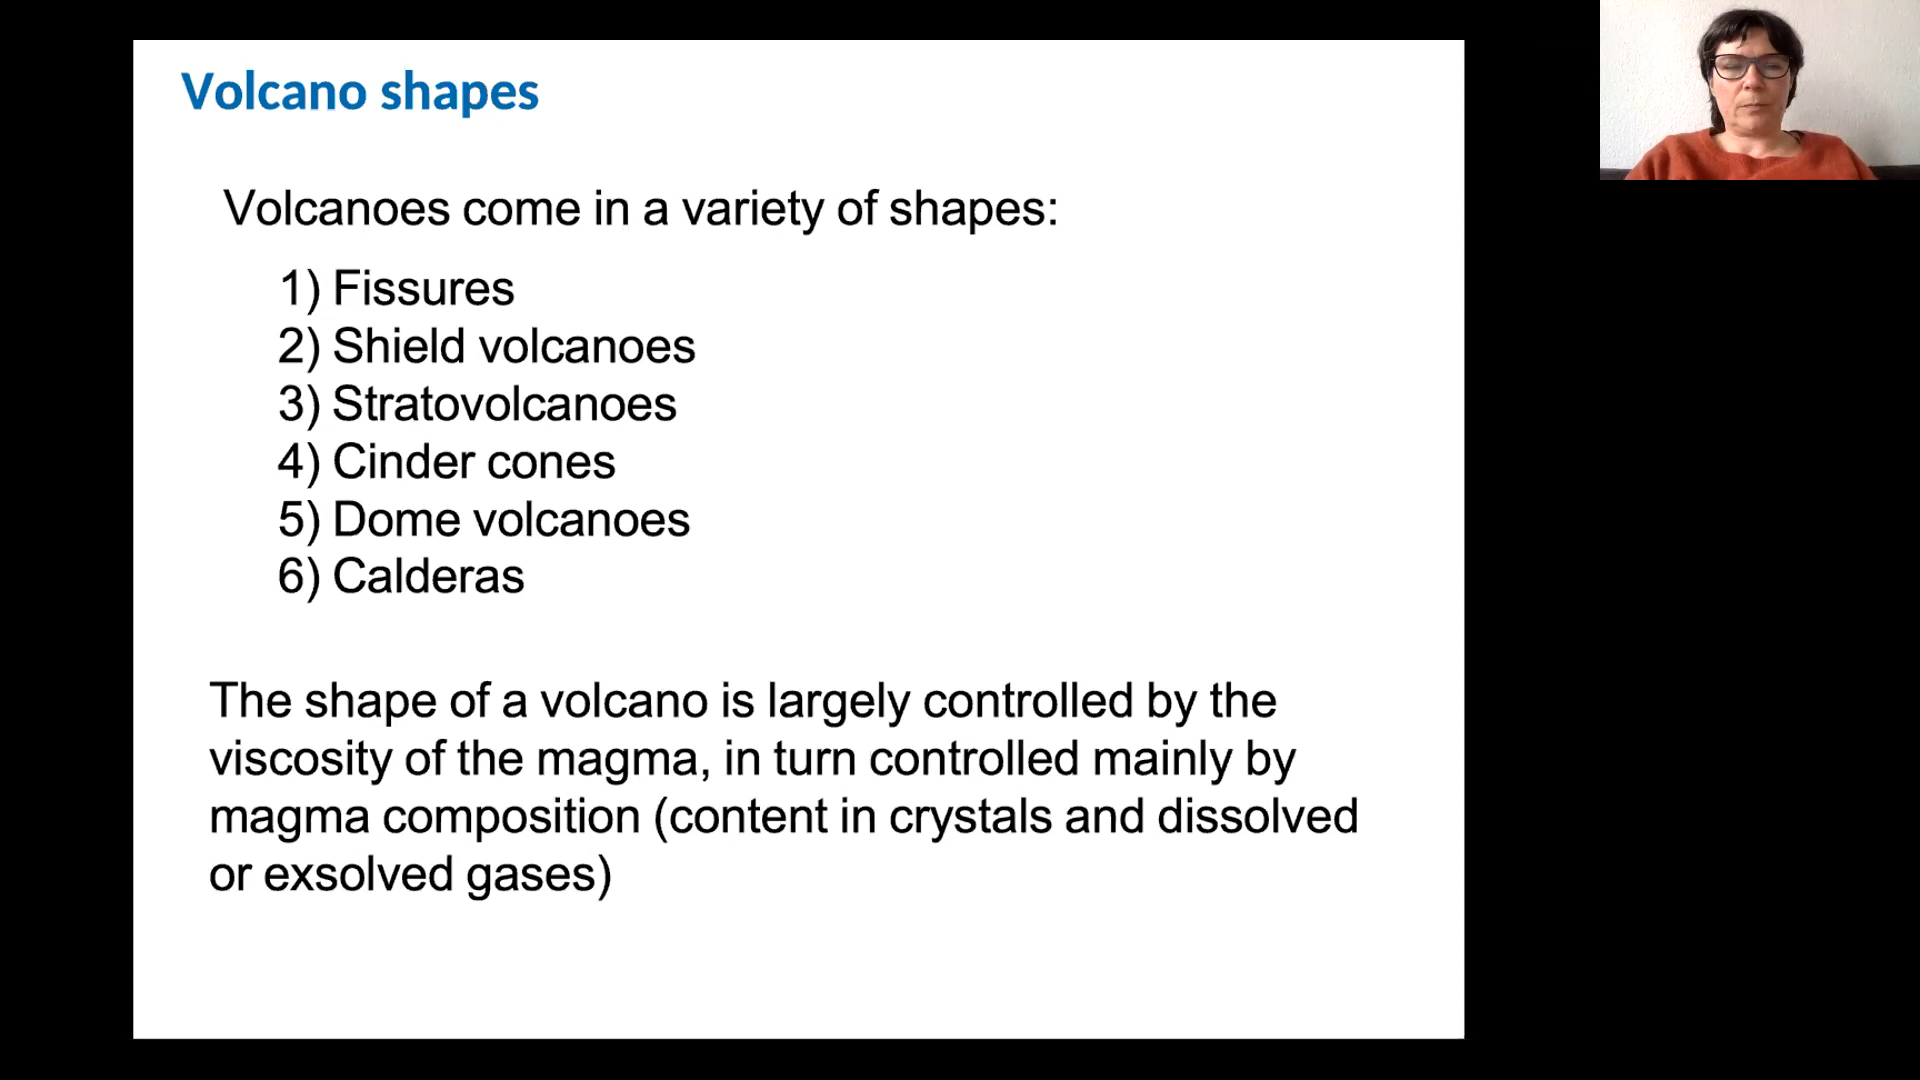 Volcano shapes
Volcanoes come in a variety of shapes:
1) Fissures
2) Shield volcanoes
3) Stratovolcanoes
4) Cinder cones
5) Dome volcanoes
6) Calderas
The shape of a volcano is largely controlled by the
viscosity of the magma, in turn controlled mainly by
magma composition (content in crystals and dissolved
or exsolved gases)